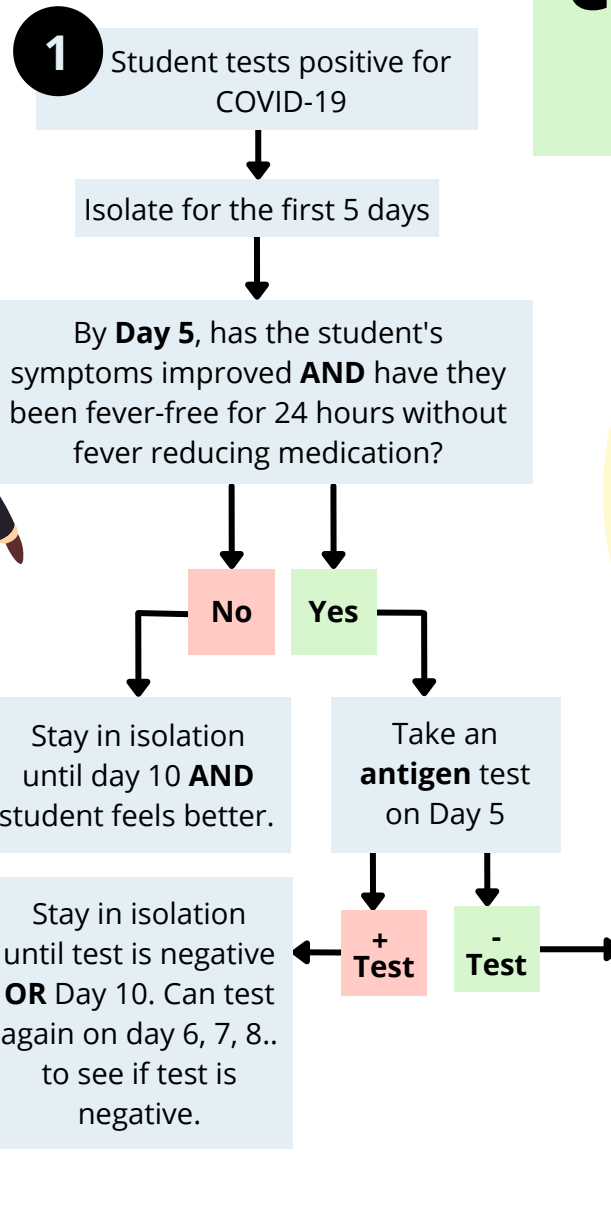 1
Student tests positive for
COVID-19
Isolate for the first 5 days
By Day 5, has the student's
symptoms improved AND have they
been fever-free for 24 hours without
fever reducing medication?
No
Yes
Stay in isolation
until day 10 AND
student feels better.
Take an
antigen test
on Day 5
+
Test
-
Test
Stay in isolation
until test is negative
OR Day 10. Can test
again on day 6, 7, 8..
to see if test is
negative.